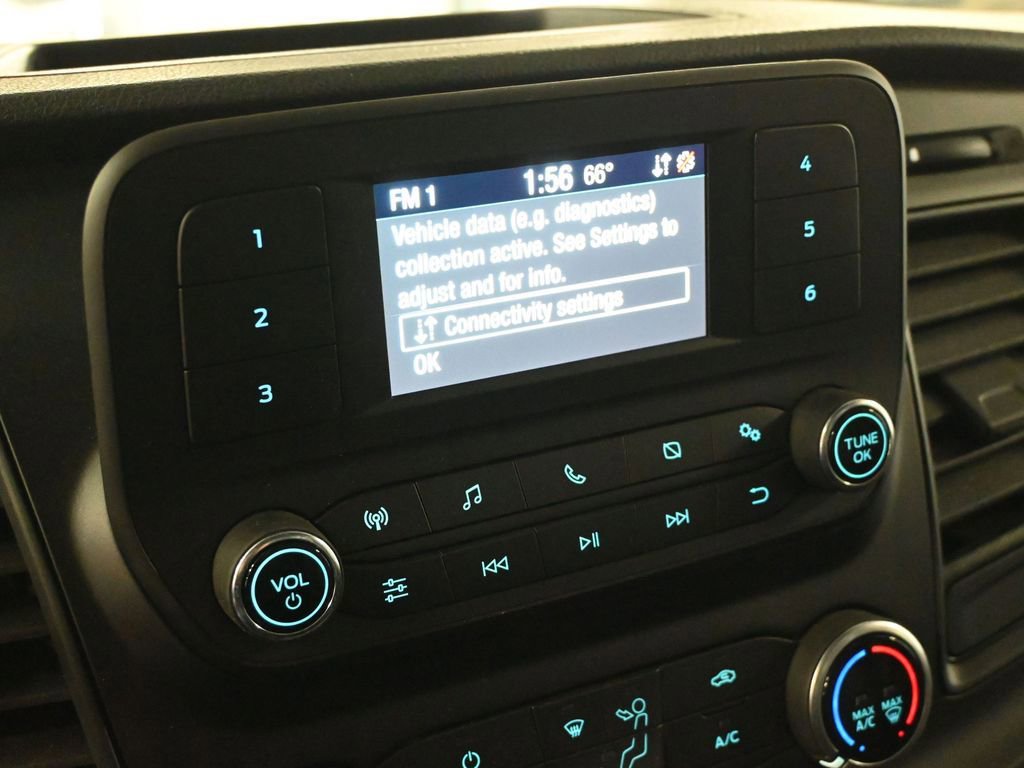 FM 1 1:56 66°
Vehicle data (e.g. diagnostics)
collection active. See Settings to
adjust and for info.
Connectivity settings
OK
1
2
3
4
5
6
TUNE
OK
VOL
A/C
MAX
A/C
MAX